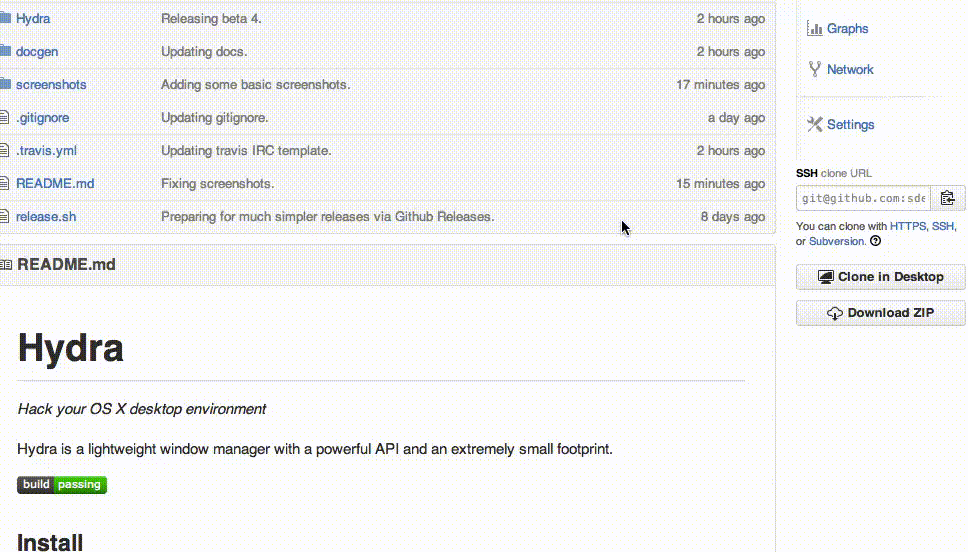 Hydra Releasing beta 4. 2 hours ago
docgen Updating docs. 2 hours ago
screenshots Adding some basic screenshots. 17 minutes ago
.gitignore Updating gitignore. a day ago
.travis.yml Updating travis IRC template. 2 hours ago
README.md Fixing screenshots. 15 minutes ago
release.sh Preparing for much simpler releases via Github Releases. 8 days ago
README.md
Hydra
Hack your OS X desktop environment
Hydra is a lightweight window manager with a powerful API and an extremely small footprint.
build passing
Install
Graphs
Network
Settings
SSH clone URL
git@github.com:sde
You can clone with HTTPS, SSH,
or Subversion.
Clone in Desktop
Download ZIP